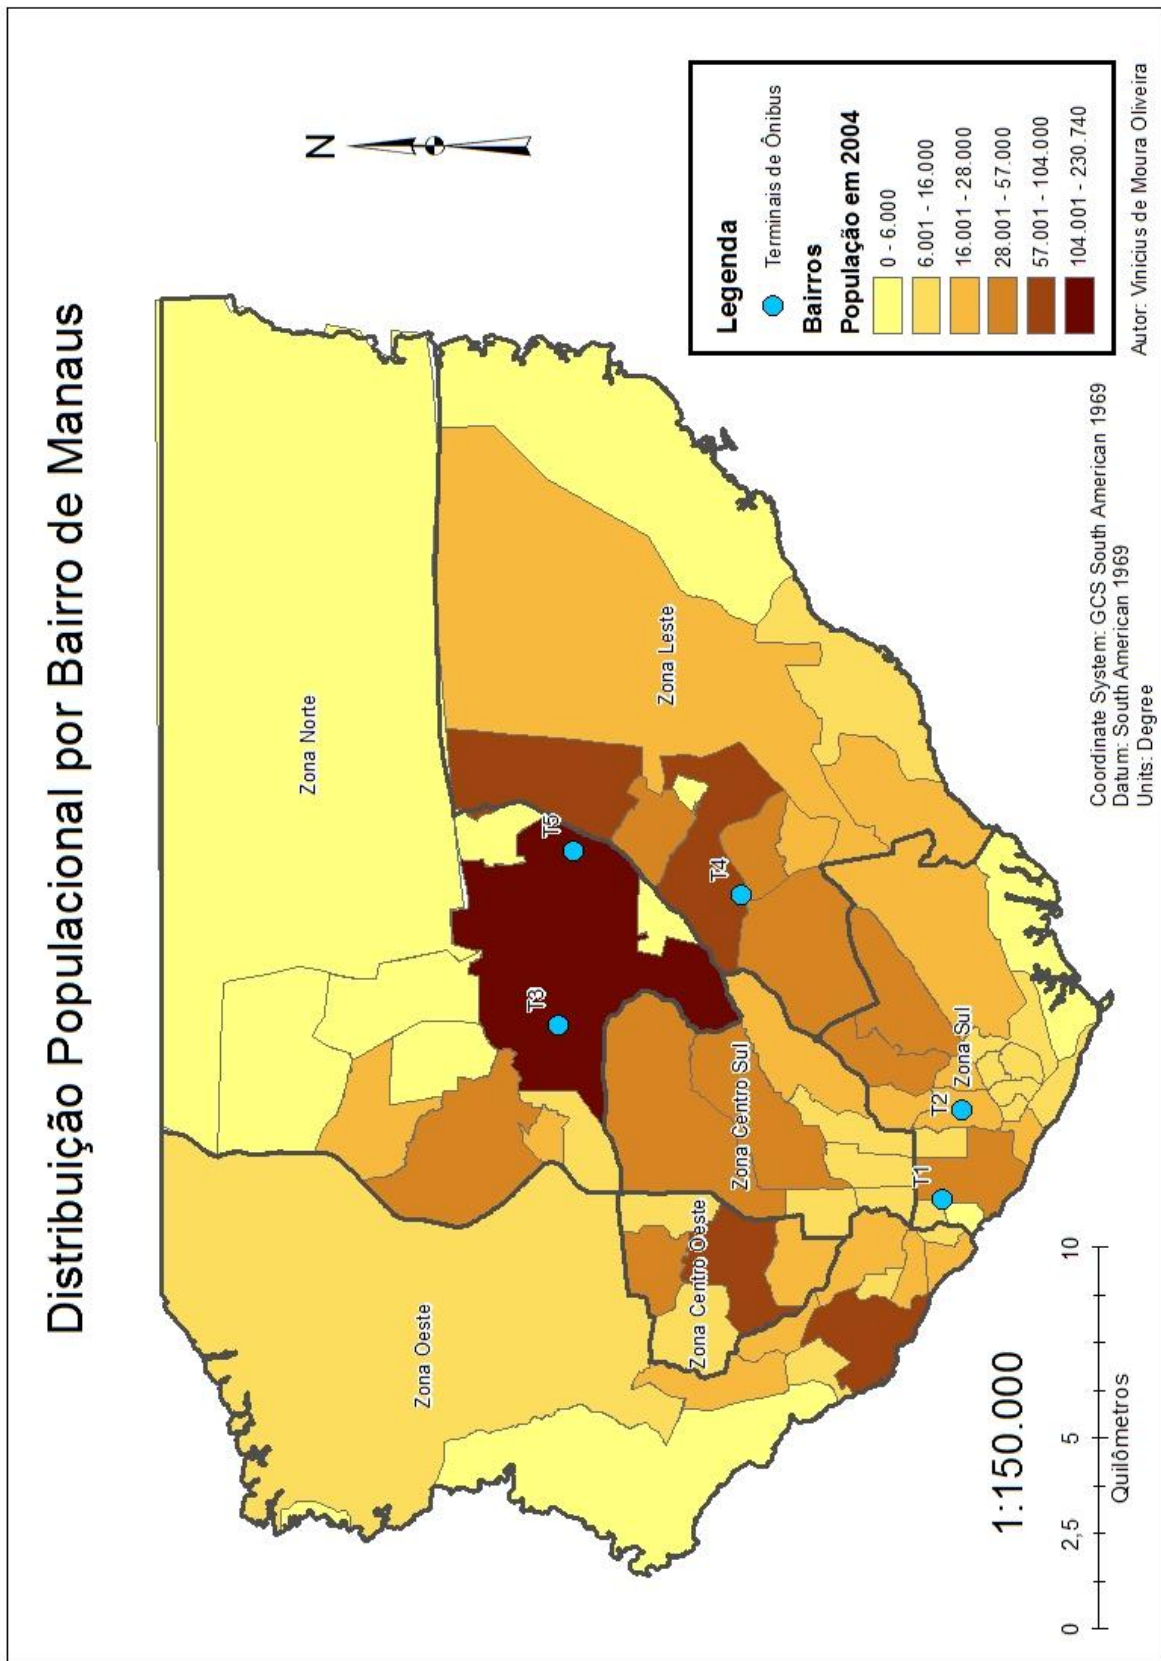 Distribuição Populacional por Bairro de Manaus
N
Zona Norte
Zona Oeste
Zona Leste
T5
T3
T4
Zona Centro Sul
Zona Centro Oeste
Zona Sul
T2
T1
Legenda
Terminais de Ônibus
Bairros
População em 2004
0 - 6.000
6.001 - 16.000
16.001 - 28.000
28.001 - 57.000
57.001 - 104.000
104.001 - 230.740
1:150.000
0 2,5 5 10
Quilômetros
Coordinate System: GCS South American 1969
Datum: South American 1969
Units: Degree
Autor: Vinicius de Moura Oliveira